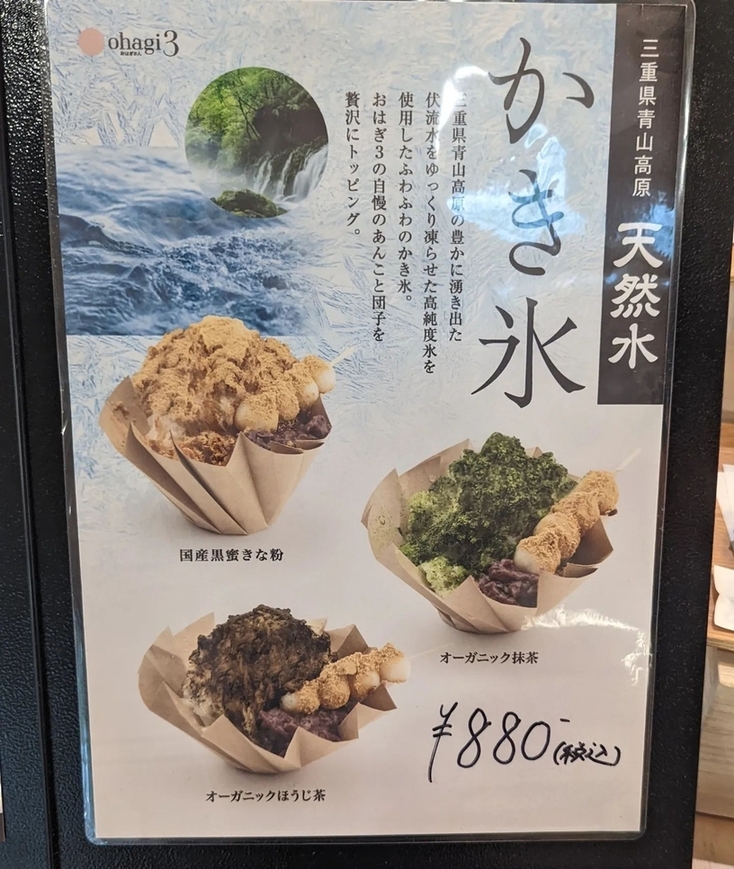 ohagi3
おはぎさん
三重県青山高原 天然水
かき氷
三重県青山高原の豊かに湧き出た
伏流水をゆっくり凍らせた高純度氷を
使用したふわふわのかき氷。
おはぎ3の自慢のあんこと団子を
贅沢にトッピング。
国産黒蜜きな粉
オーガニック抹茶
オーガニックほうじ茶
¥880-(税込)